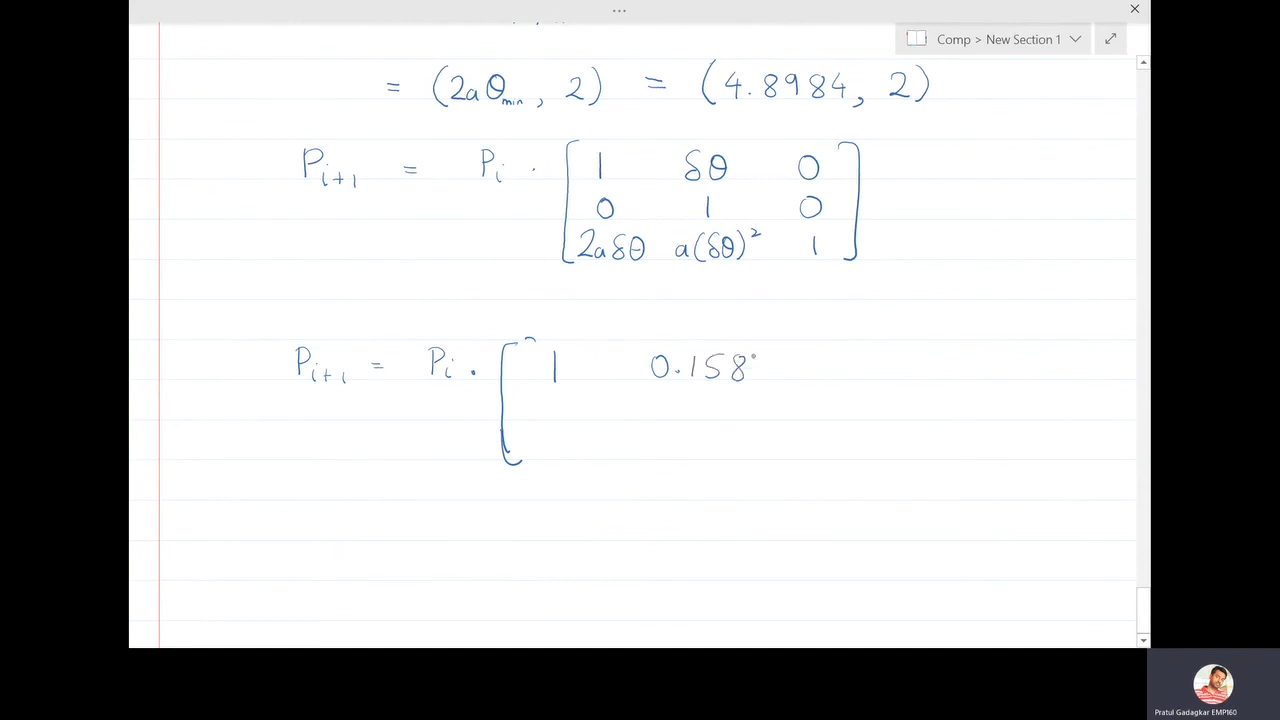 Comp > New Section 1
= (2aθmin, 2) = (4.8984, 2)
Pi+1 = Pi · [ 1 δθ 0
0 1 0
2aδθ a(δθ)² 1 ]
Pi+1 = Pi · [ 1 0.158
Pratul Gadagkar EMP160